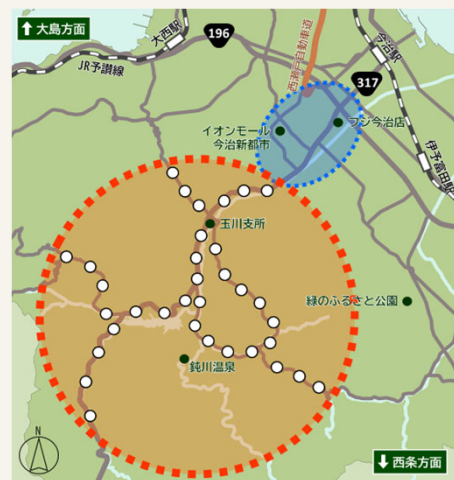 ↑大島方面
大西駅
196
JR予讃線
西瀬戸自動車道
今治駅
317
イオンモール
今治新都市
フジ今治店
伊予富田駅
玉川支所
緑のふるさと公園
鈍川温泉
N
↓西条方面